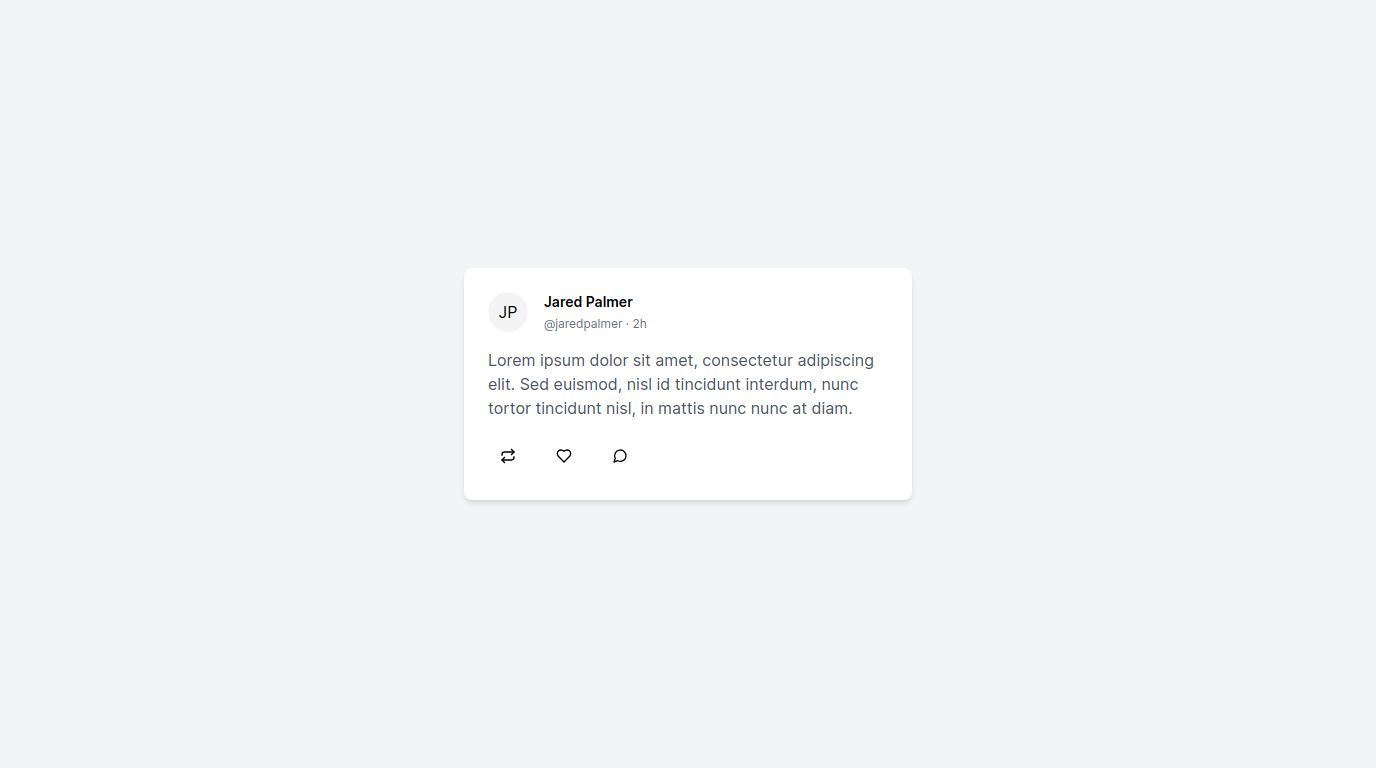 JP
Jared Palmer
@jaredpalmer · 2h
Lorem ipsum dolor sit amet, consectetur adipiscing
elit. Sed euismod, nisl id tincidunt interdum, nunc
tortor tincidunt nisl, in mattis nunc nunc at diam.